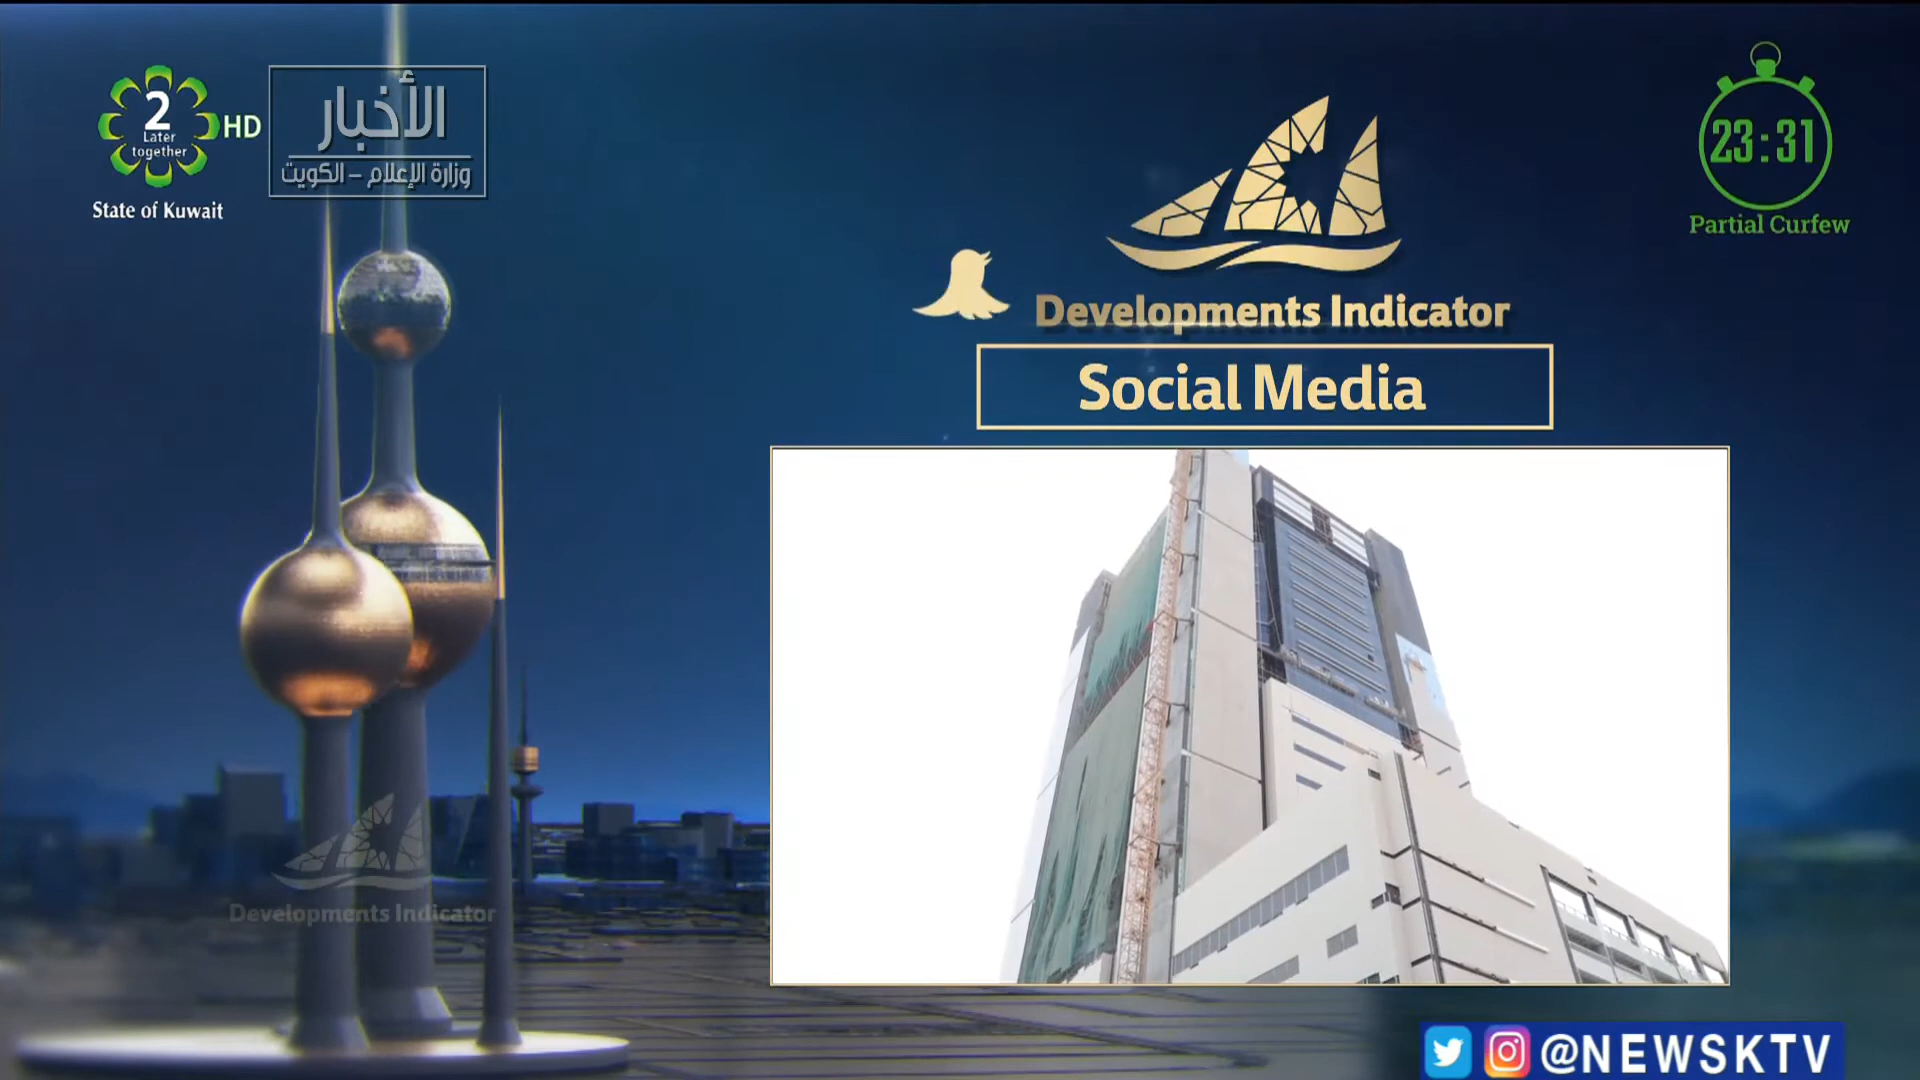 2
Later
together
HD
State of Kuwait
الأخبار
وزارة الإعلام - الكويت
23:31
Partial Curfew
Developments Indicator
Social Media
Developments Indicator
@NEWSKTV